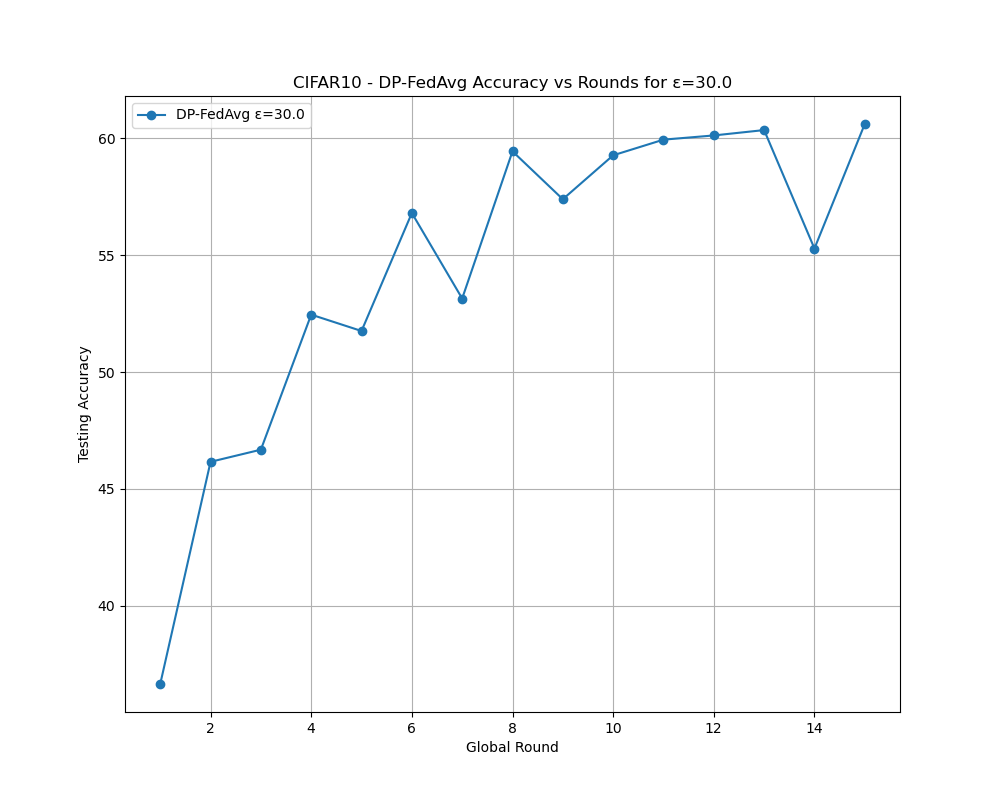 CIFAR10 - DP-FedAvg Accuracy vs Rounds for ε=30.0
DP-FedAvg ε=30.0
60
55
50
45
40
Testing Accuracy
2 4 6 8 10 12 14
Global Round